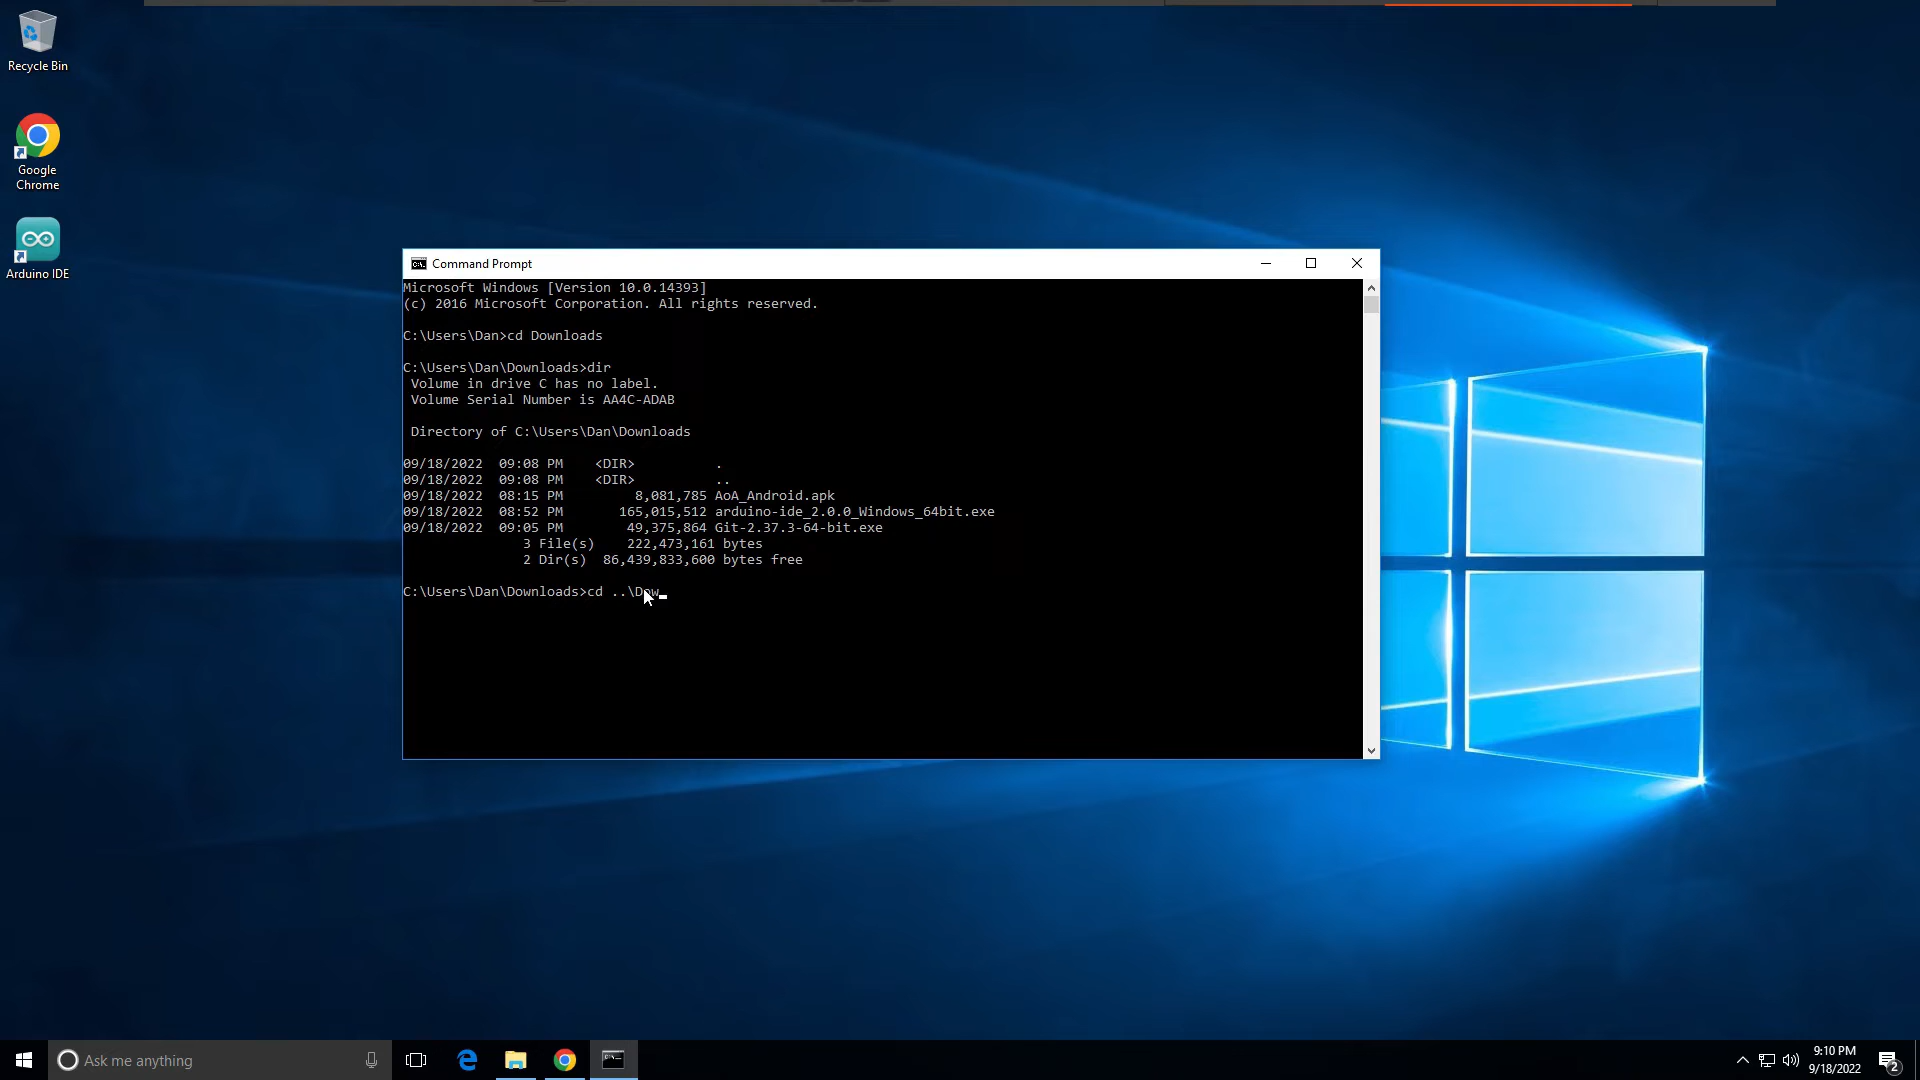 Recycle Bin
Google
Chrome
Arduino IDE
Command Prompt
Microsoft Windows [Version 10.0.14393]
(c) 2016 Microsoft Corporation. All rights reserved.
C:\Users\Dan>cd Downloads
C:\Users\Dan\Downloads>dir
Volume in drive C has no label.
Volume Serial Number is AA4C-ADAB
Directory of C:\Users\Dan\Downloads
09/18/2022 09:08 PM <DIR> .
09/18/2022 09:08 PM <DIR> ..
09/18/2022 08:15 PM 8,081,785 AoA_Android.apk
09/18/2022 08:52 PM 165,015,512 arduino-ide_2.0.0_Windows_64bit.exe
09/18/2022 09:05 PM 49,375,864 Git-2.37.3-64-bit.exe
3 File(s) 222,473,161 bytes
2 Dir(s) 86,439,833,600 bytes free
C:\Users\Dan\Downloads>cd ..\Dow_
Ask me anything
9:10 PM
9/18/2022
2